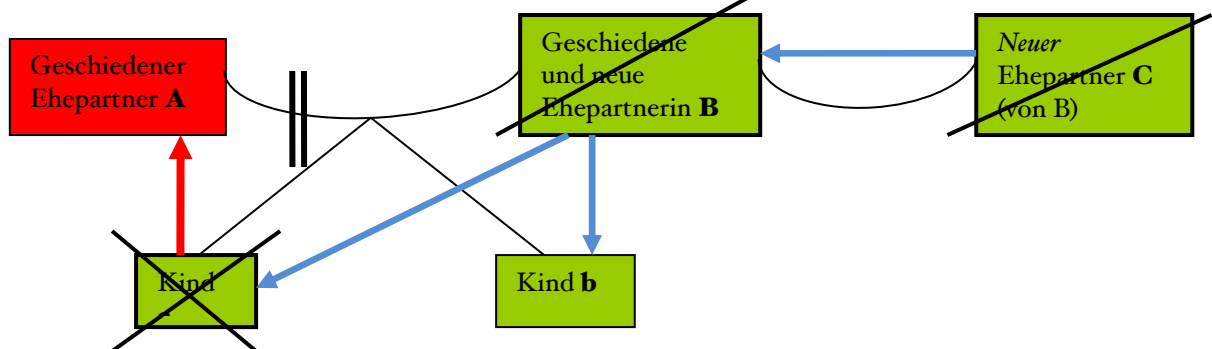 Geschiedener
Ehepartner A
Geschiedene
und neue
Ehepartnerin B
Neuer
Ehepartner C
(von B)
Kind
Kind b